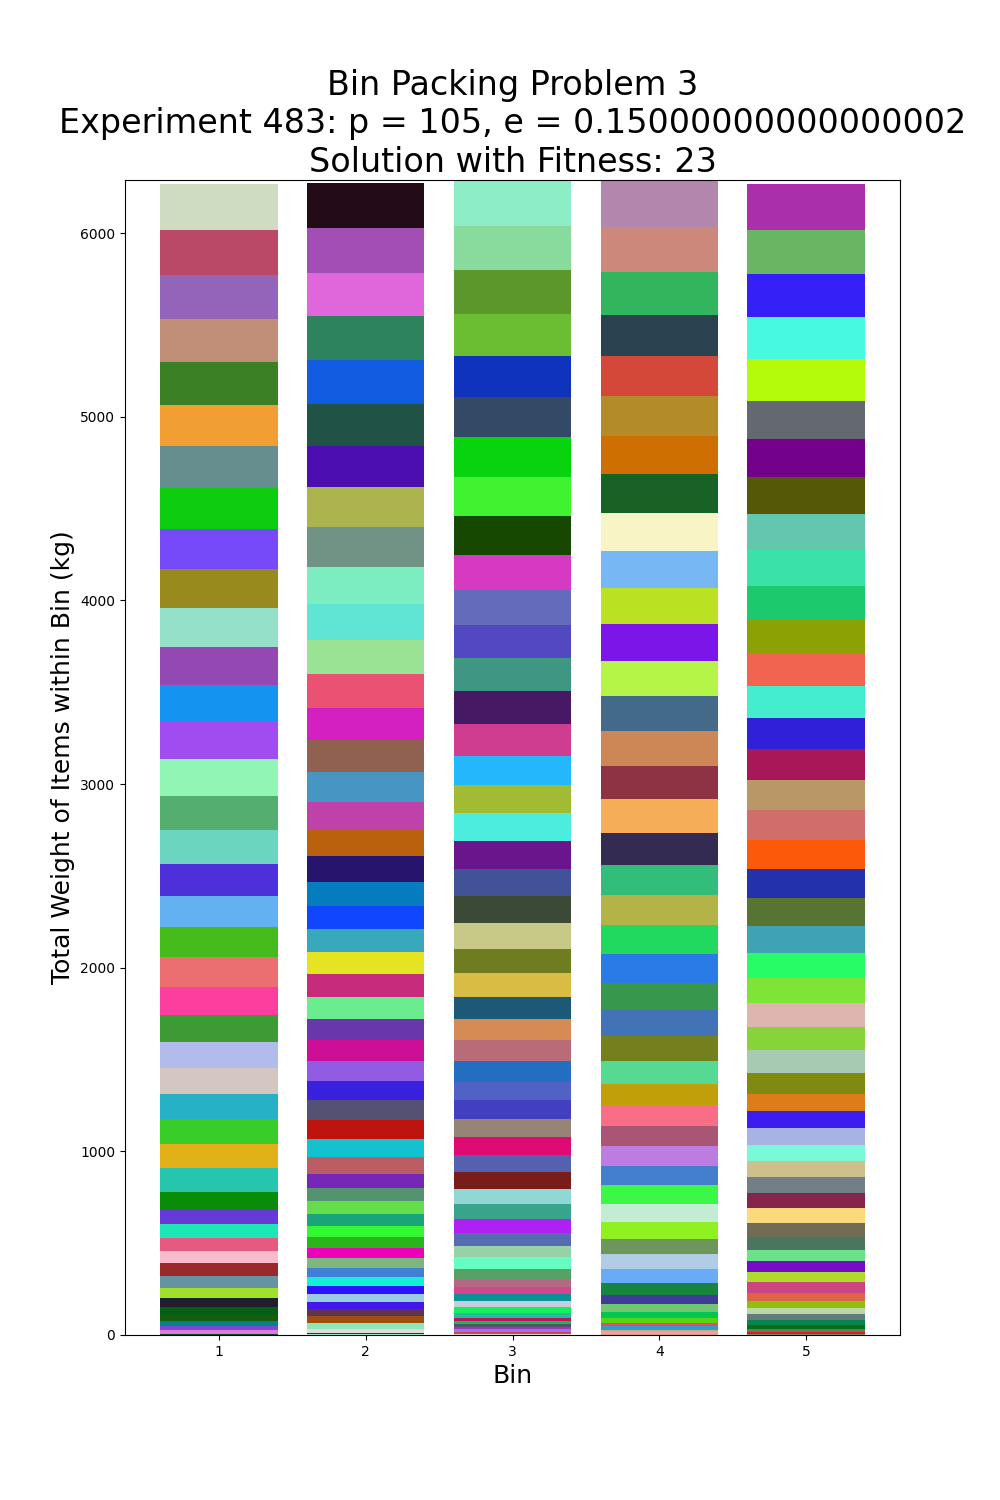 Bin Packing Problem 3
Experiment 483: p = 105, e = 0.15000000000000002
Solution with Fitness: 23
Total Weight of Items within Bin (kg)
6000
5000
4000
3000
2000
1000
0
1 2 3 4 5
Bin